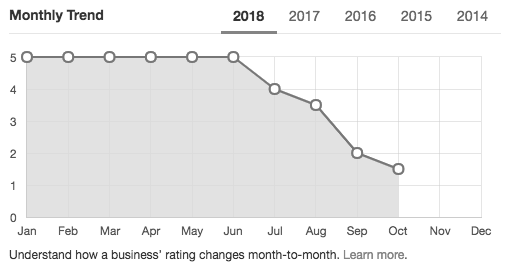 Monthly Trend 2018 2017 2016 2015 2014
5
4
3
2
1
0
Jan Feb Mar Apr May Jun Jul Aug Sep Oct Nov Dec
Understand how a business' rating changes month-to-month. Learn more.